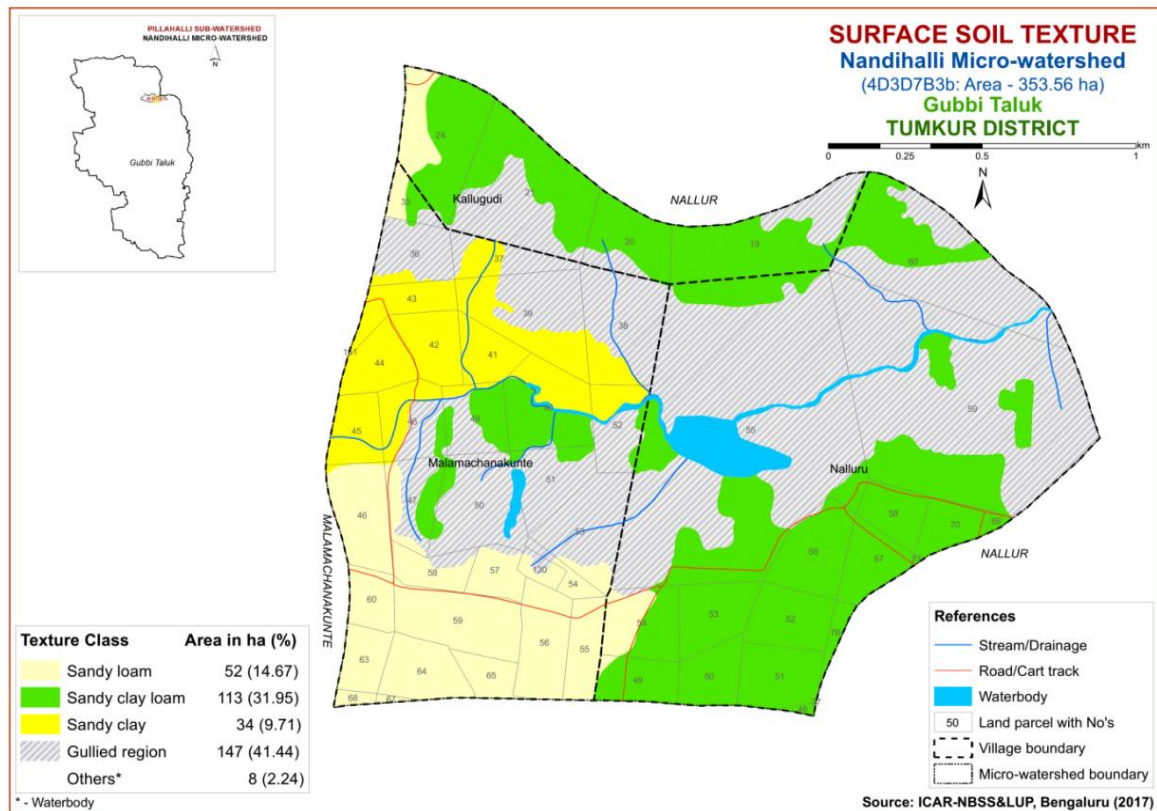 PILLAHALLI SUB-WATERSHED
NANDIHALLI MICRO-WATERSHED
N
Gubbi Taluk
SURFACE SOIL TEXTURE
Nandihalli Micro-watershed
(4D3D7B3b: Area - 353.56 ha)
Gubbi Taluk
TUMKUR DISTRICT
km
0 0.25 0.5 1
N
24
35
Kallugudi
21
NALLUR
20
19
60
36
37
43
39
38
42
41
44
45
48
49
52
55
59
Malamachanakunte
Nalluru
47
50
51
53
46
58
57
130
54
60
59
56
55
63
64
65
68
67
54
53
52
56
58
57
70
69
NALLUR
49
50
51
MALAMACHANAKUNTE
Texture Class Area in ha (%)
Sandy loam 52 (14.67)
Sandy clay loam 113 (31.95)
Sandy clay 34 (9.71)
Gullied region 147 (41.44)
Others* 8 (2.24)
* - Waterbody
References
Stream/Drainage
Road/Cart track
Waterbody
50 Land parcel with No's
Village boundary
Micro-watershed boundary
Source: ICAR-NBSS&LUP, Bengaluru (2017)